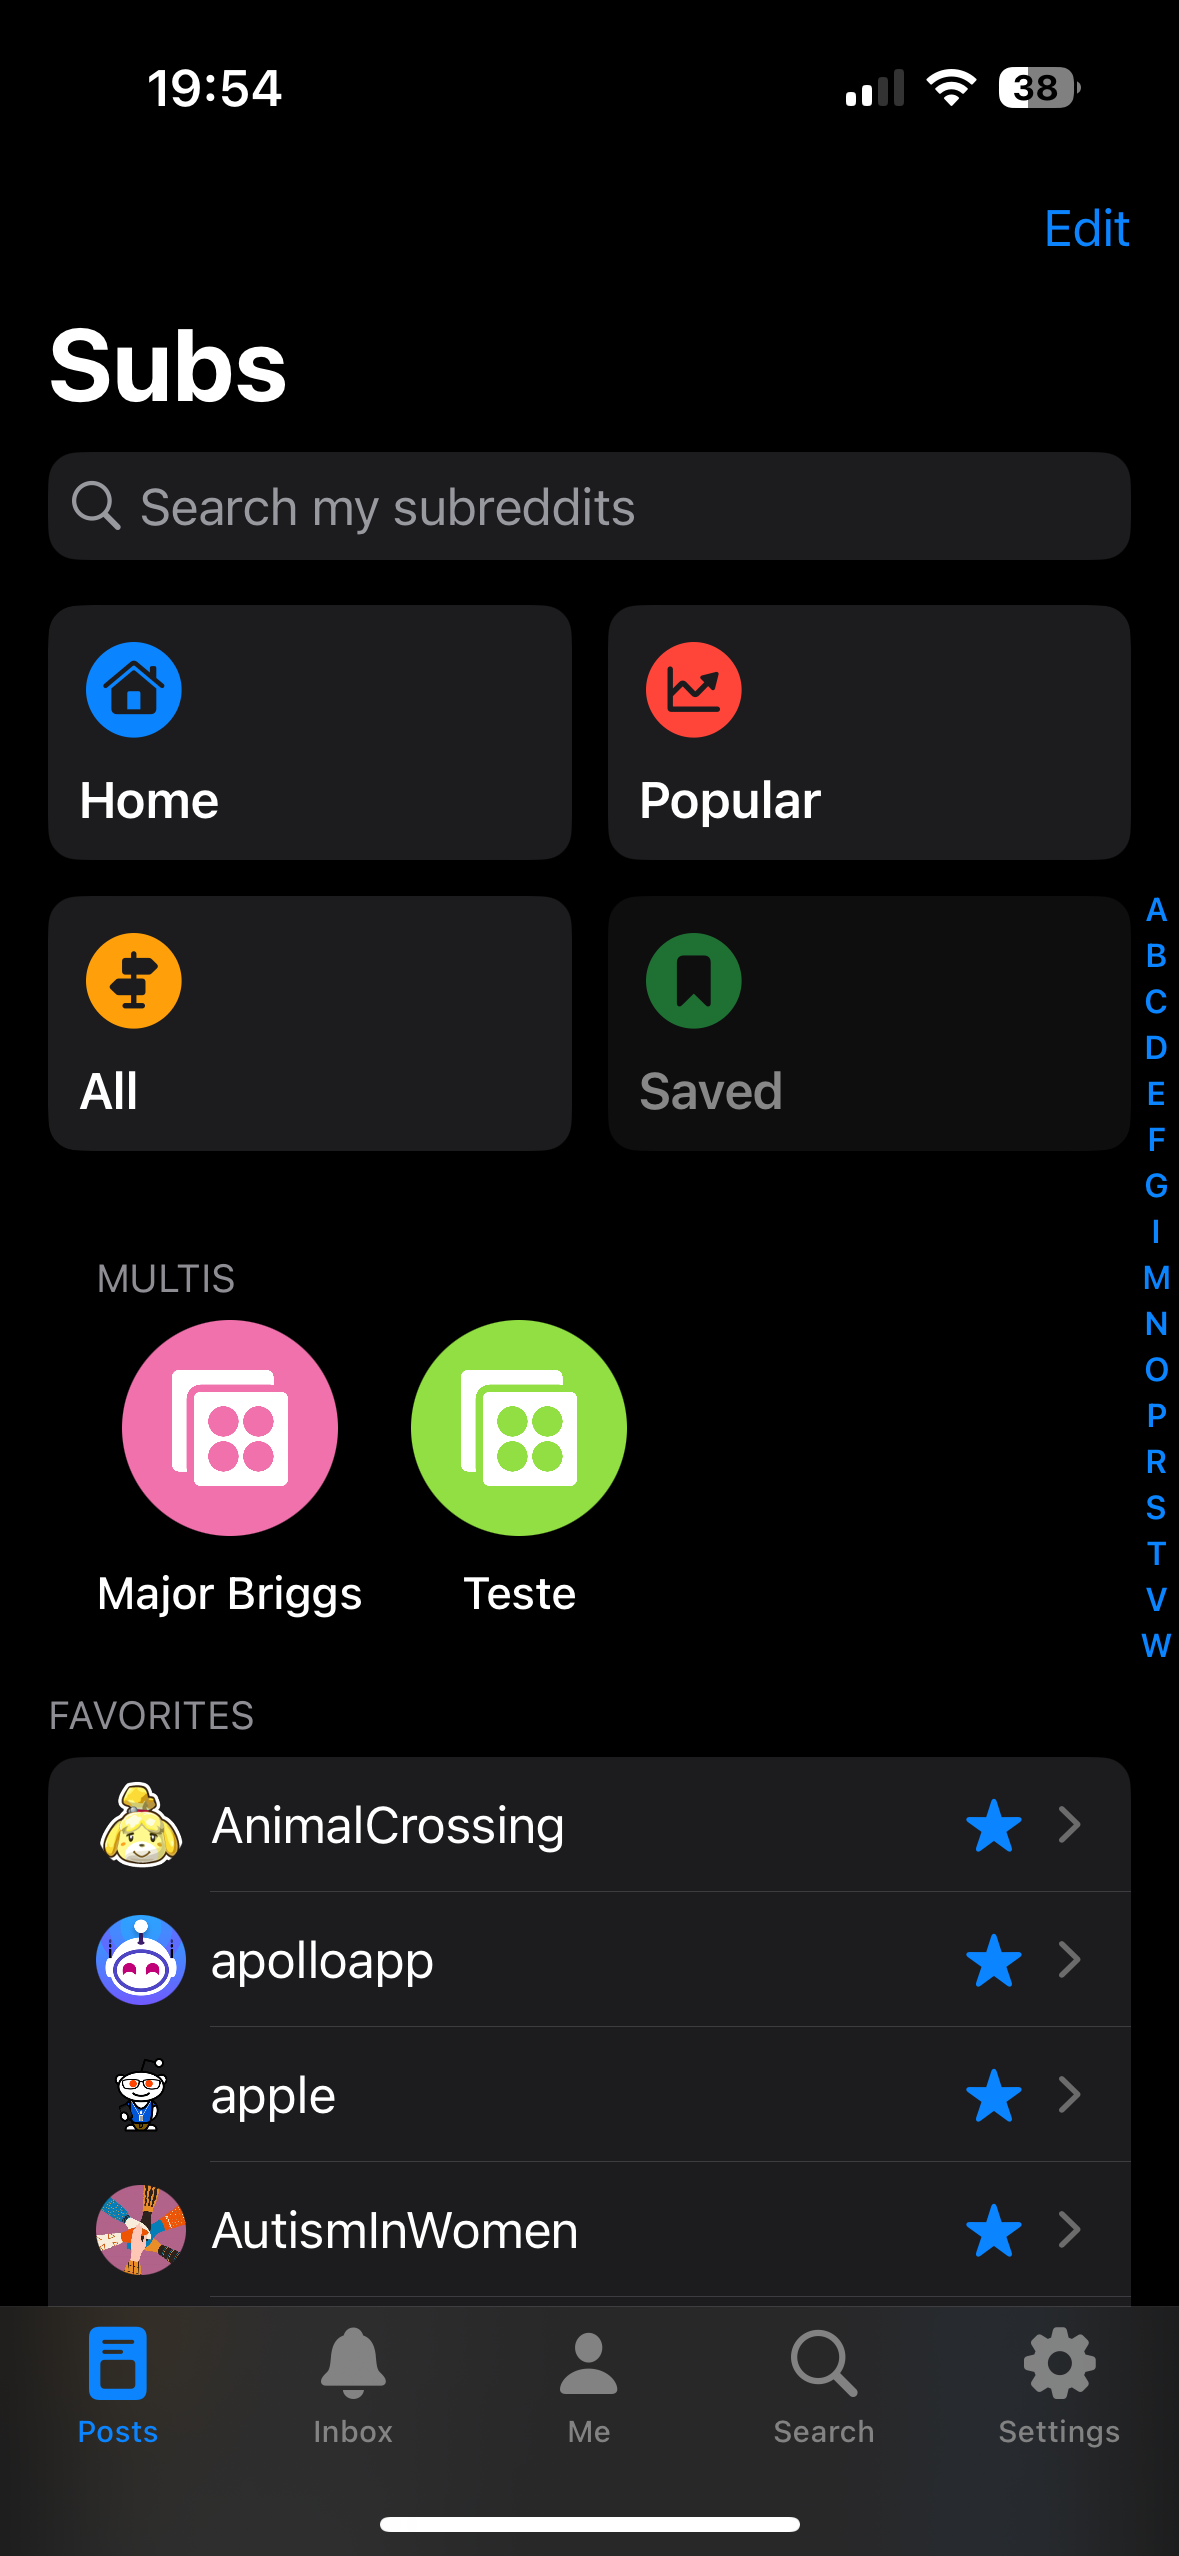 19:54
38
Edit
Subs
Search my subreddits
Home
Popular
All
Saved
A
B
C
D
E
F
G
I
M
N
O
P
R
S
T
V
W
MULTIS
Major Briggs
Teste
FAVORITES
AnimalCrossing
apolloapp
apple
AutismInWomen
Posts
Inbox
Me
Search
Settings